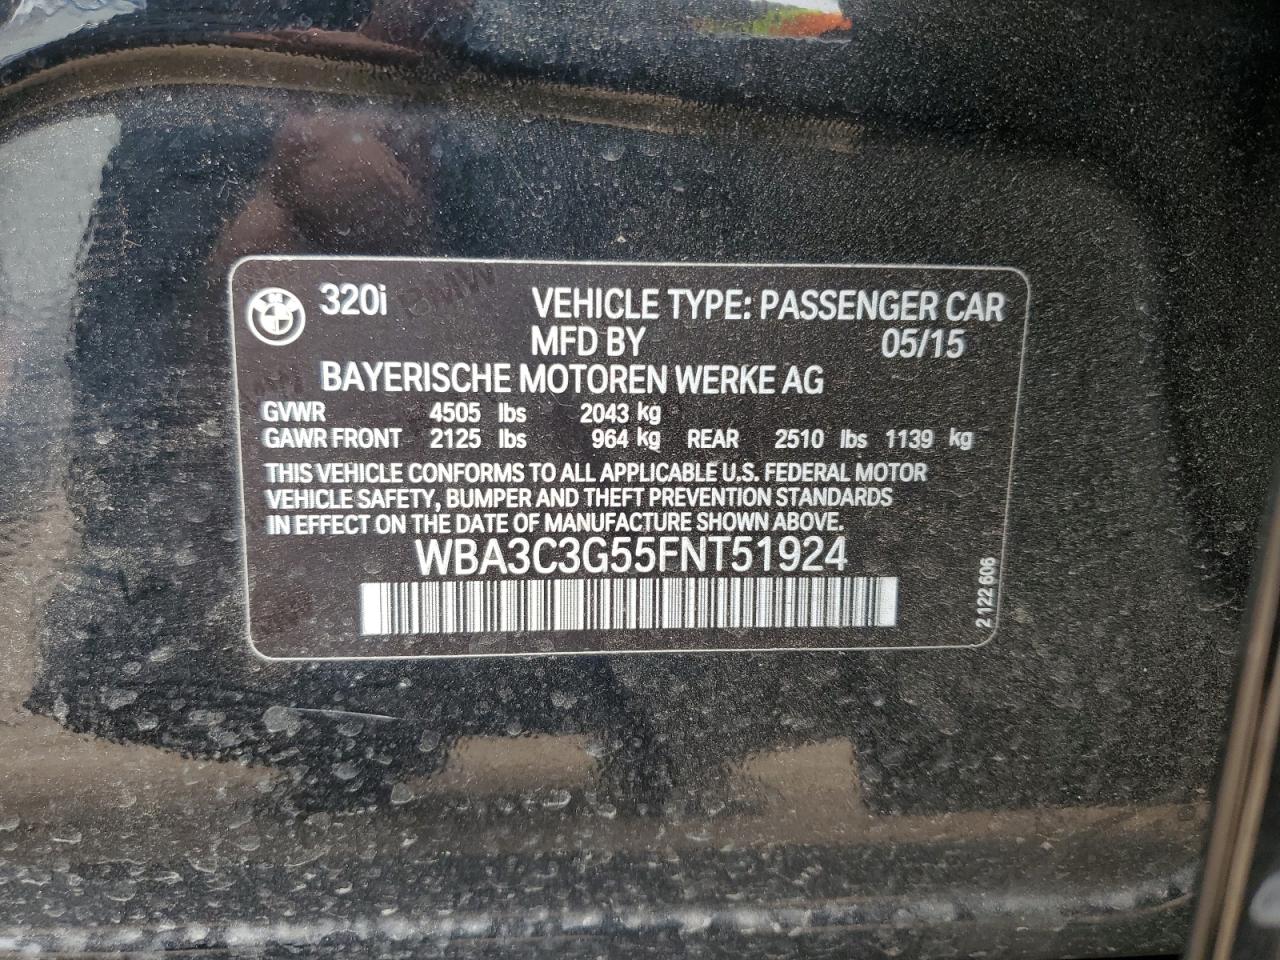 320i VEHICLE TYPE: PASSENGER CAR
MFD BY 05/15
BAYERISCHE MOTOREN WERKE AG
GVWR 4505 lbs 2043 kg
GAWR FRONT 2125 lbs 964 kg REAR 2510 lbs 1139 kg
THIS VEHICLE CONFORMS TO ALL APPLICABLE U.S. FEDERAL MOTOR
VEHICLE SAFETY, BUMPER AND THEFT PREVENTION STANDARDS
IN EFFECT ON THE DATE OF MANUFACTURE SHOWN ABOVE.
WBA3C3G55FNT51924
2 122 606